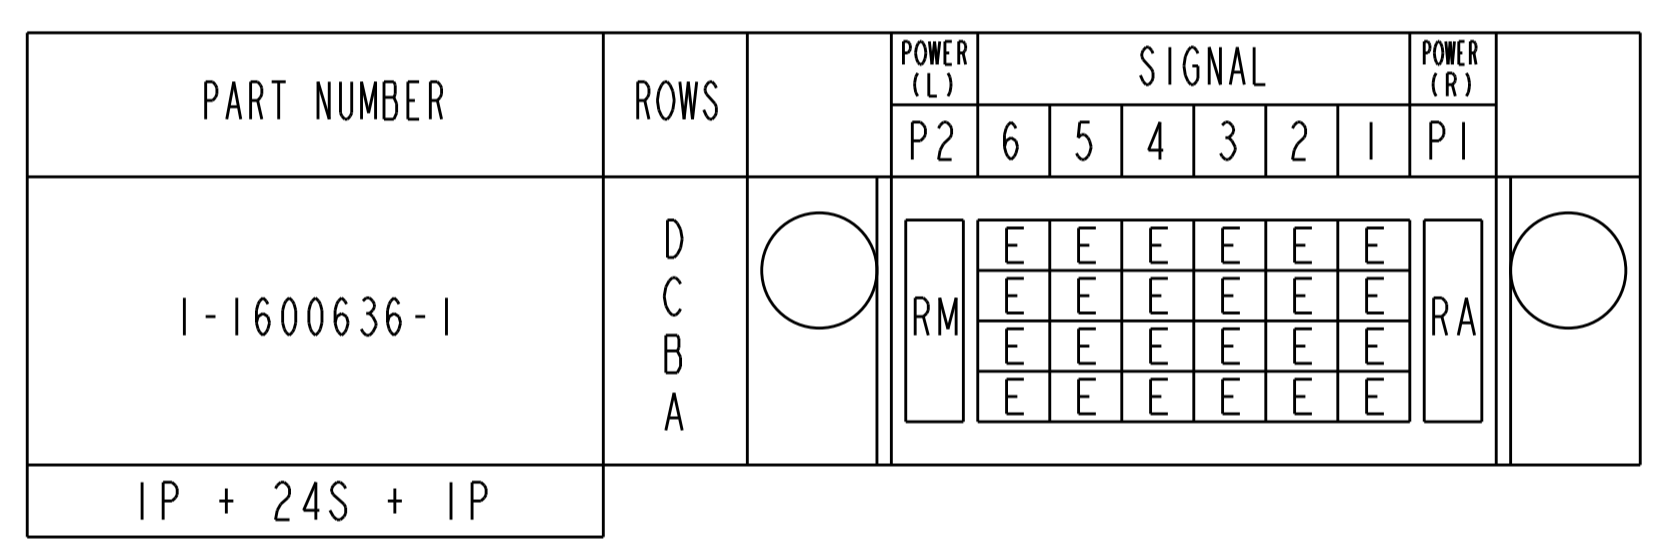 PART NUMBER ROWS POWER (L) SIGNAL POWER (R)
P2 6 5 4 3 2 1 P1
1-1600636-1
D E E E E E E
C E E E E E E
RM RA
B E E E E E E
A E E E E E E
1P + 24S + 1P